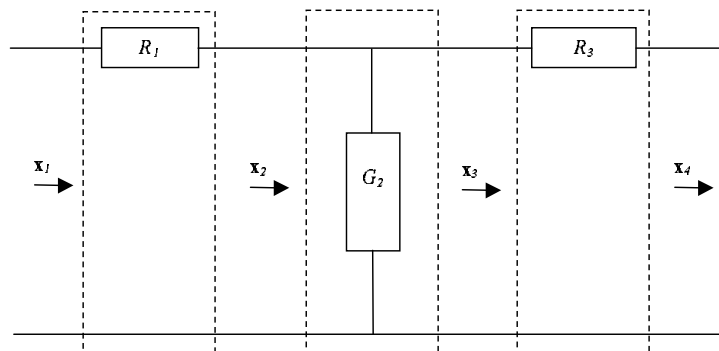 R₁
R₃
x₁
x₂
G₂
x₃
x₄